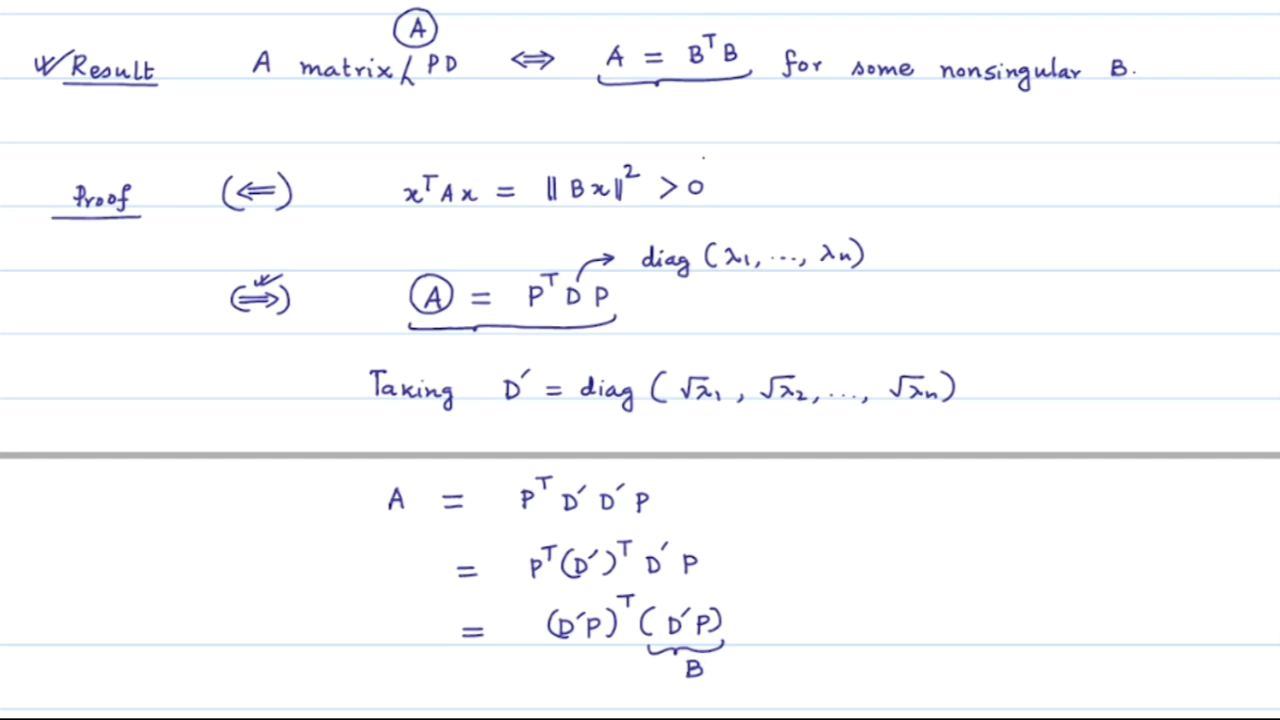 Result A matrix A PD ⟺ A = BᵀB for some nonsingular B.
Proof (⟸) xᵀAx = ‖Bx‖² > 0
diag (λ₁, ..., λₙ)
(⟹) A = PᵀDP
Taking D′ = diag (√λ₁, √λ₂, ..., √λₙ)
A = PᵀD′D′P
= Pᵀ(D′)ᵀD′P
= (D′P)ᵀ(D′P)
B